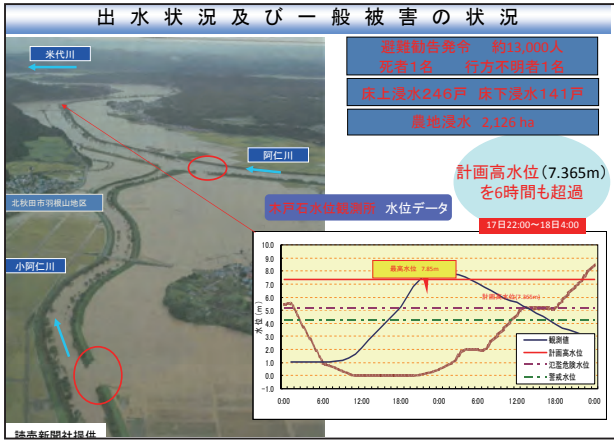 出水状況及び一般被害の状況
米代川
避難勧告発令 約13,000人
死者1名 行方不明者1名
床上浸水246戸 床下浸水141戸
農地浸水 2,126 ha
阿仁川
計画高水位(7.365m)
を6時間も超過
北秋田市羽根山地区
木戸石水位観測所 水位データ
17日22:00～18日4:00
小阿仁川
水位(m)
10.0
9.0
8.0
7.0
6.0
5.0
4.0
3.0
2.0
1.0
0.0
-1.0
最高水位 7.85m
計画高水位(7.365m)
観測値
計画高水位
氾濫危険水位
警戒水位
0:00 6:00 12:00 18:00 0:00 6:00 12:00 18:00 0:00
読売新聞社提供